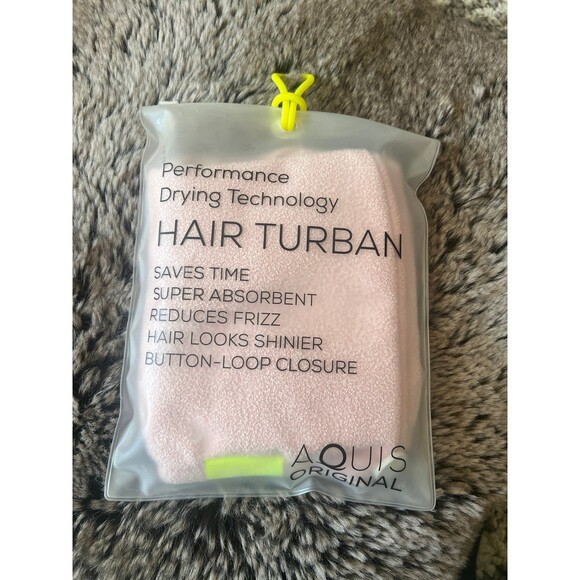 Performance
Drying Technology
HAIR TURBAN
SAVES TIME
SUPER ABSORBENT
REDUCES FRIZZ
HAIR LOOKS SHINIER
BUTTON-LOOP CLOSURE
AQUIS
ORIGINAL